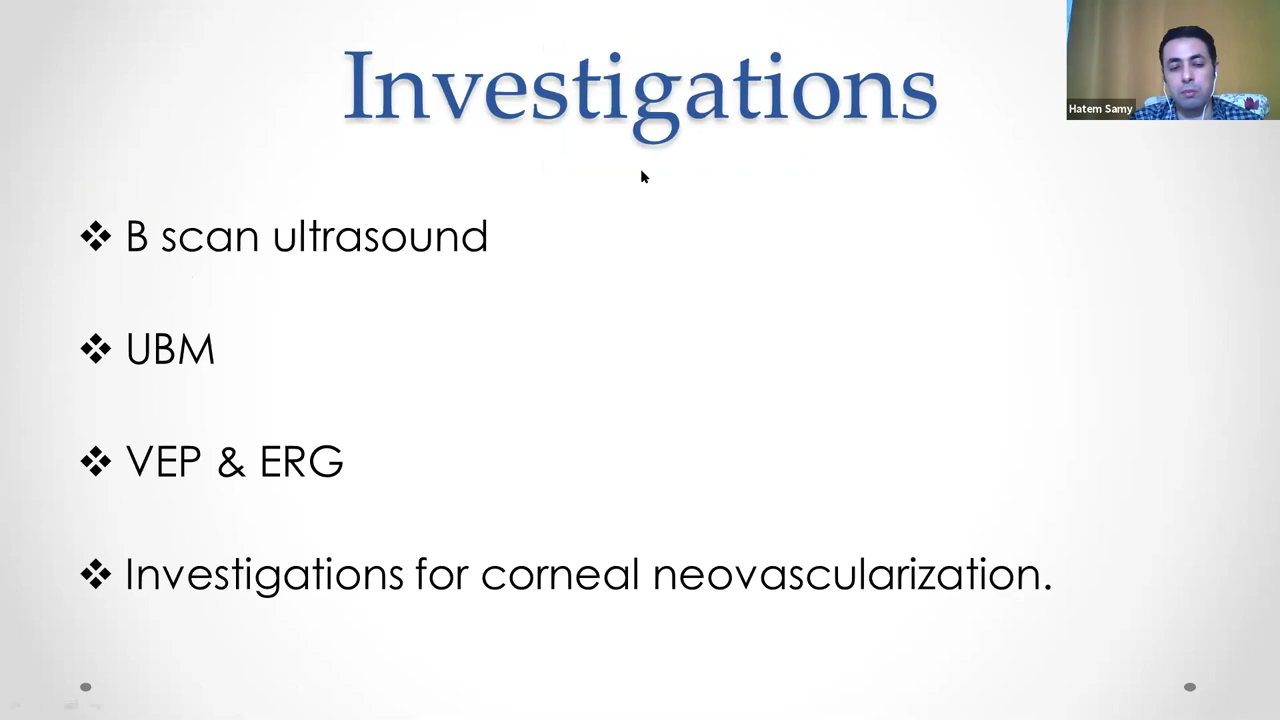 Investigations
Hatem Samy
❖ B scan ultrasound
❖ UBM
❖ VEP & ERG
❖ Investigations for corneal neovascularization.